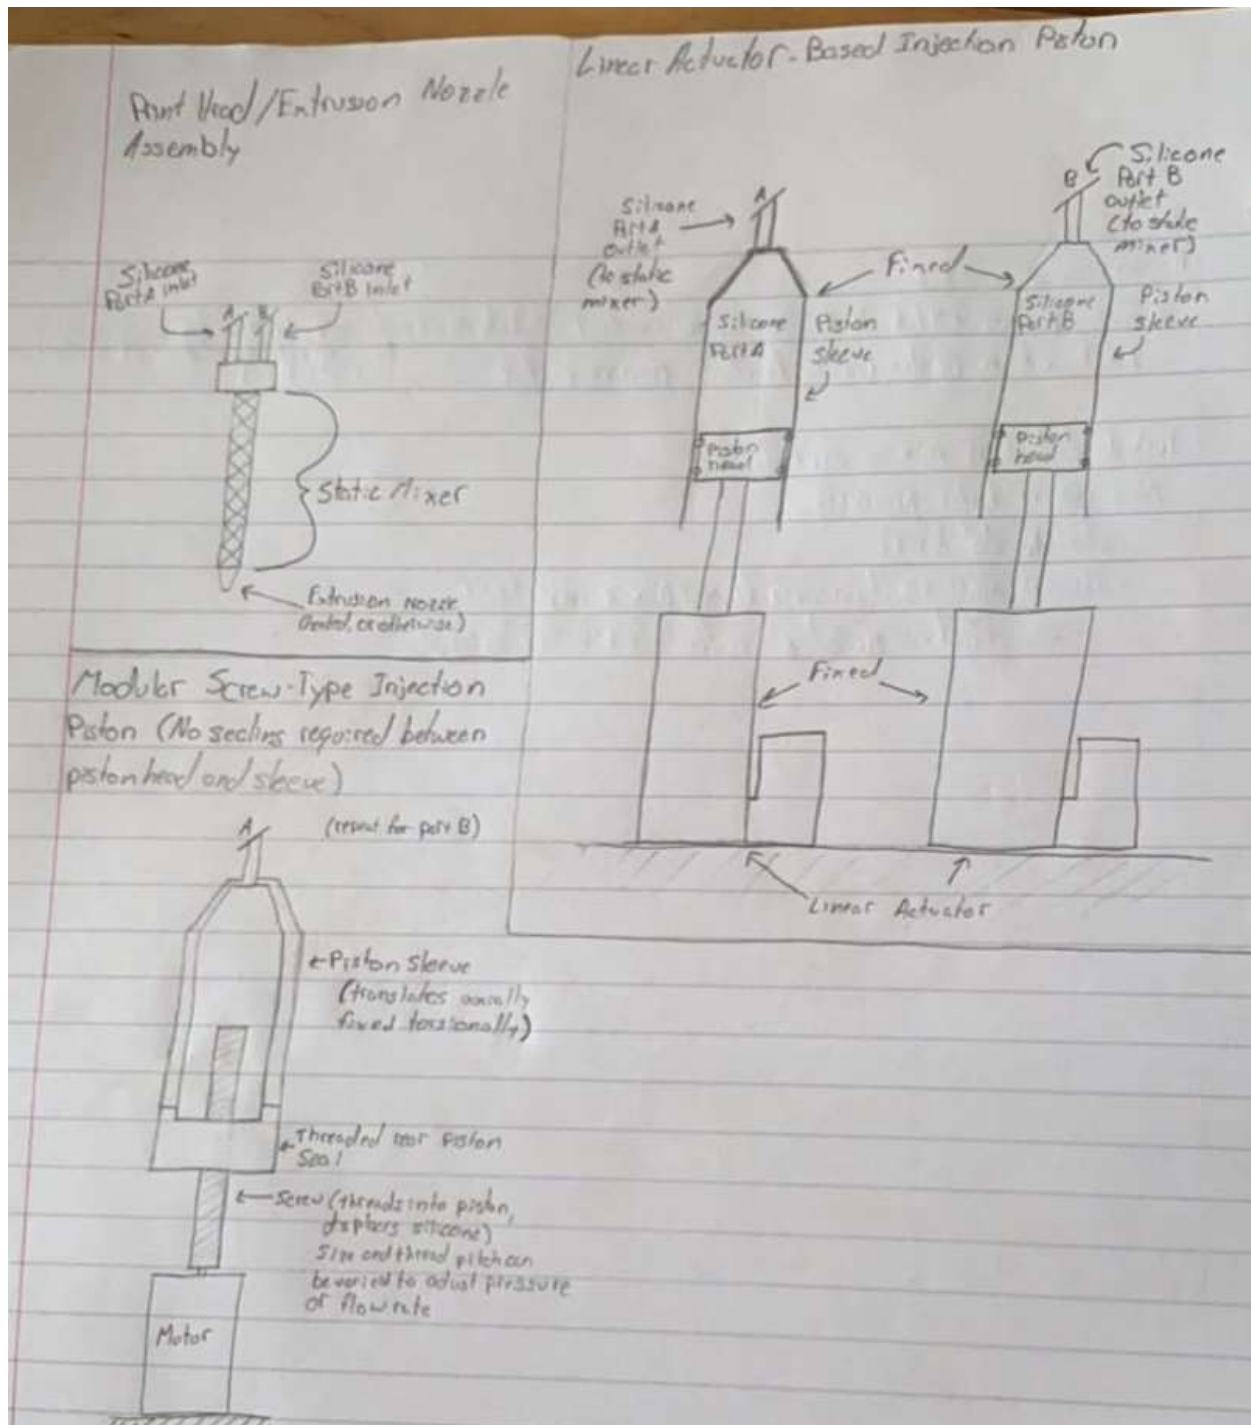 Print Head/Extrusion Nozzle
Assembly
Silicone
Part A Inlet
Silicone
Part B Inlet
A
B
Static Mixer
Extrusion Nozzle
(heated, or otherwise)
Linear Actuator-Based Injection Piston
A
Silicone
Part A
outlet
(to static
mixer)
B
Silicone
Part B
outlet
(to static
mixer)
Fixed
Silicone
Part A
Piston
sleeve
Silicone
Part B
Piston
sleeve
Piston
head
Piston
head
Fixed
Linear Actuator
Modular Screw-Type Injection
Piston (No sealing required between
piston head and sleeve)
A
(repeat for part B)
Piston Sleeve
(translates axially
fixed torsionally)
Threaded rear Piston
Seal
Screw (threads into piston,
displaces silicone)
Size and thread pitch can
be varied to adjust pressure
or flow rate
Motor